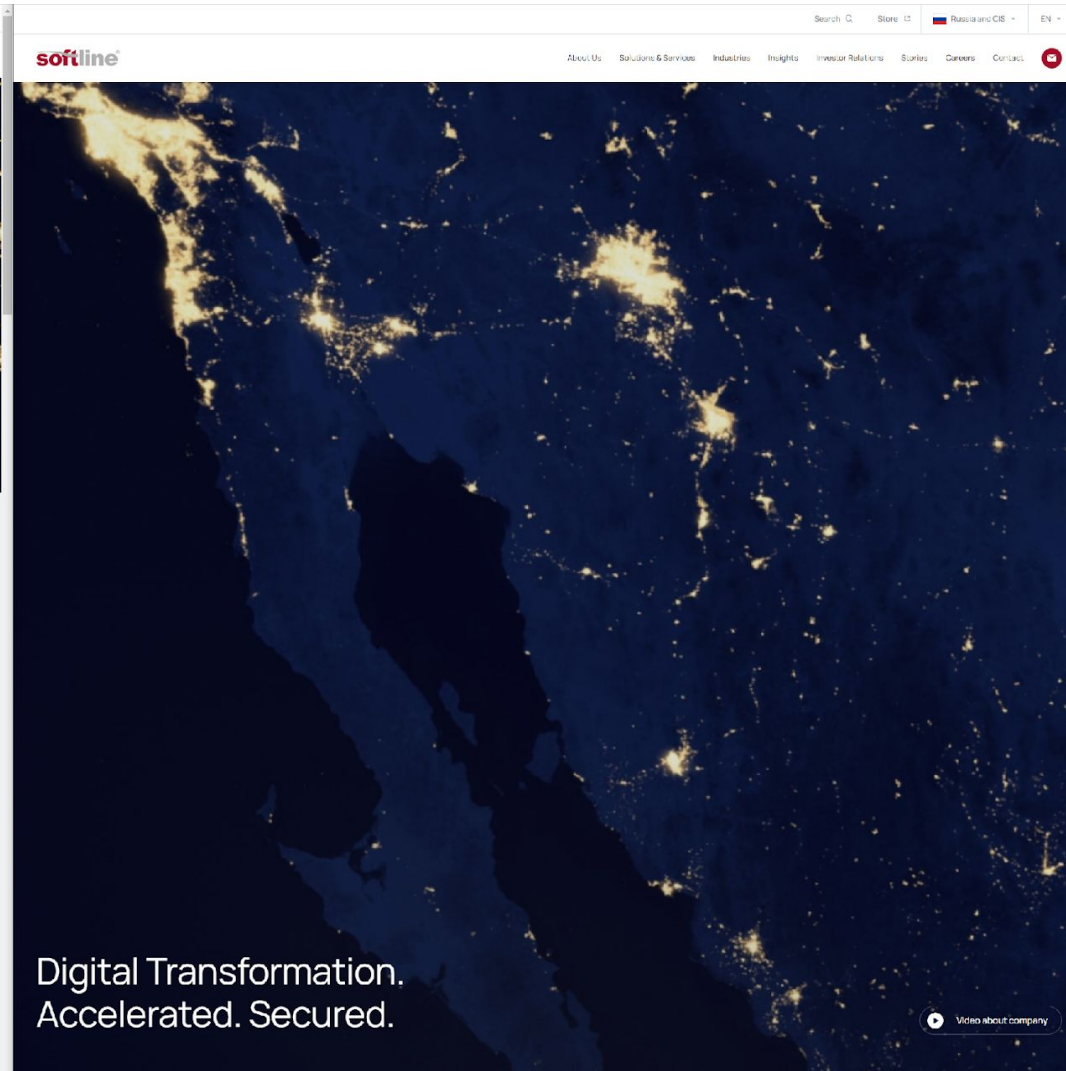 Search
Store
Russia and CIS
EN
softline
About Us
Solutions & Services
Industries
Insights
Investor Relations
Stories
Careers
Contact
Digital Transformation.
Accelerated. Secured.
Video about company